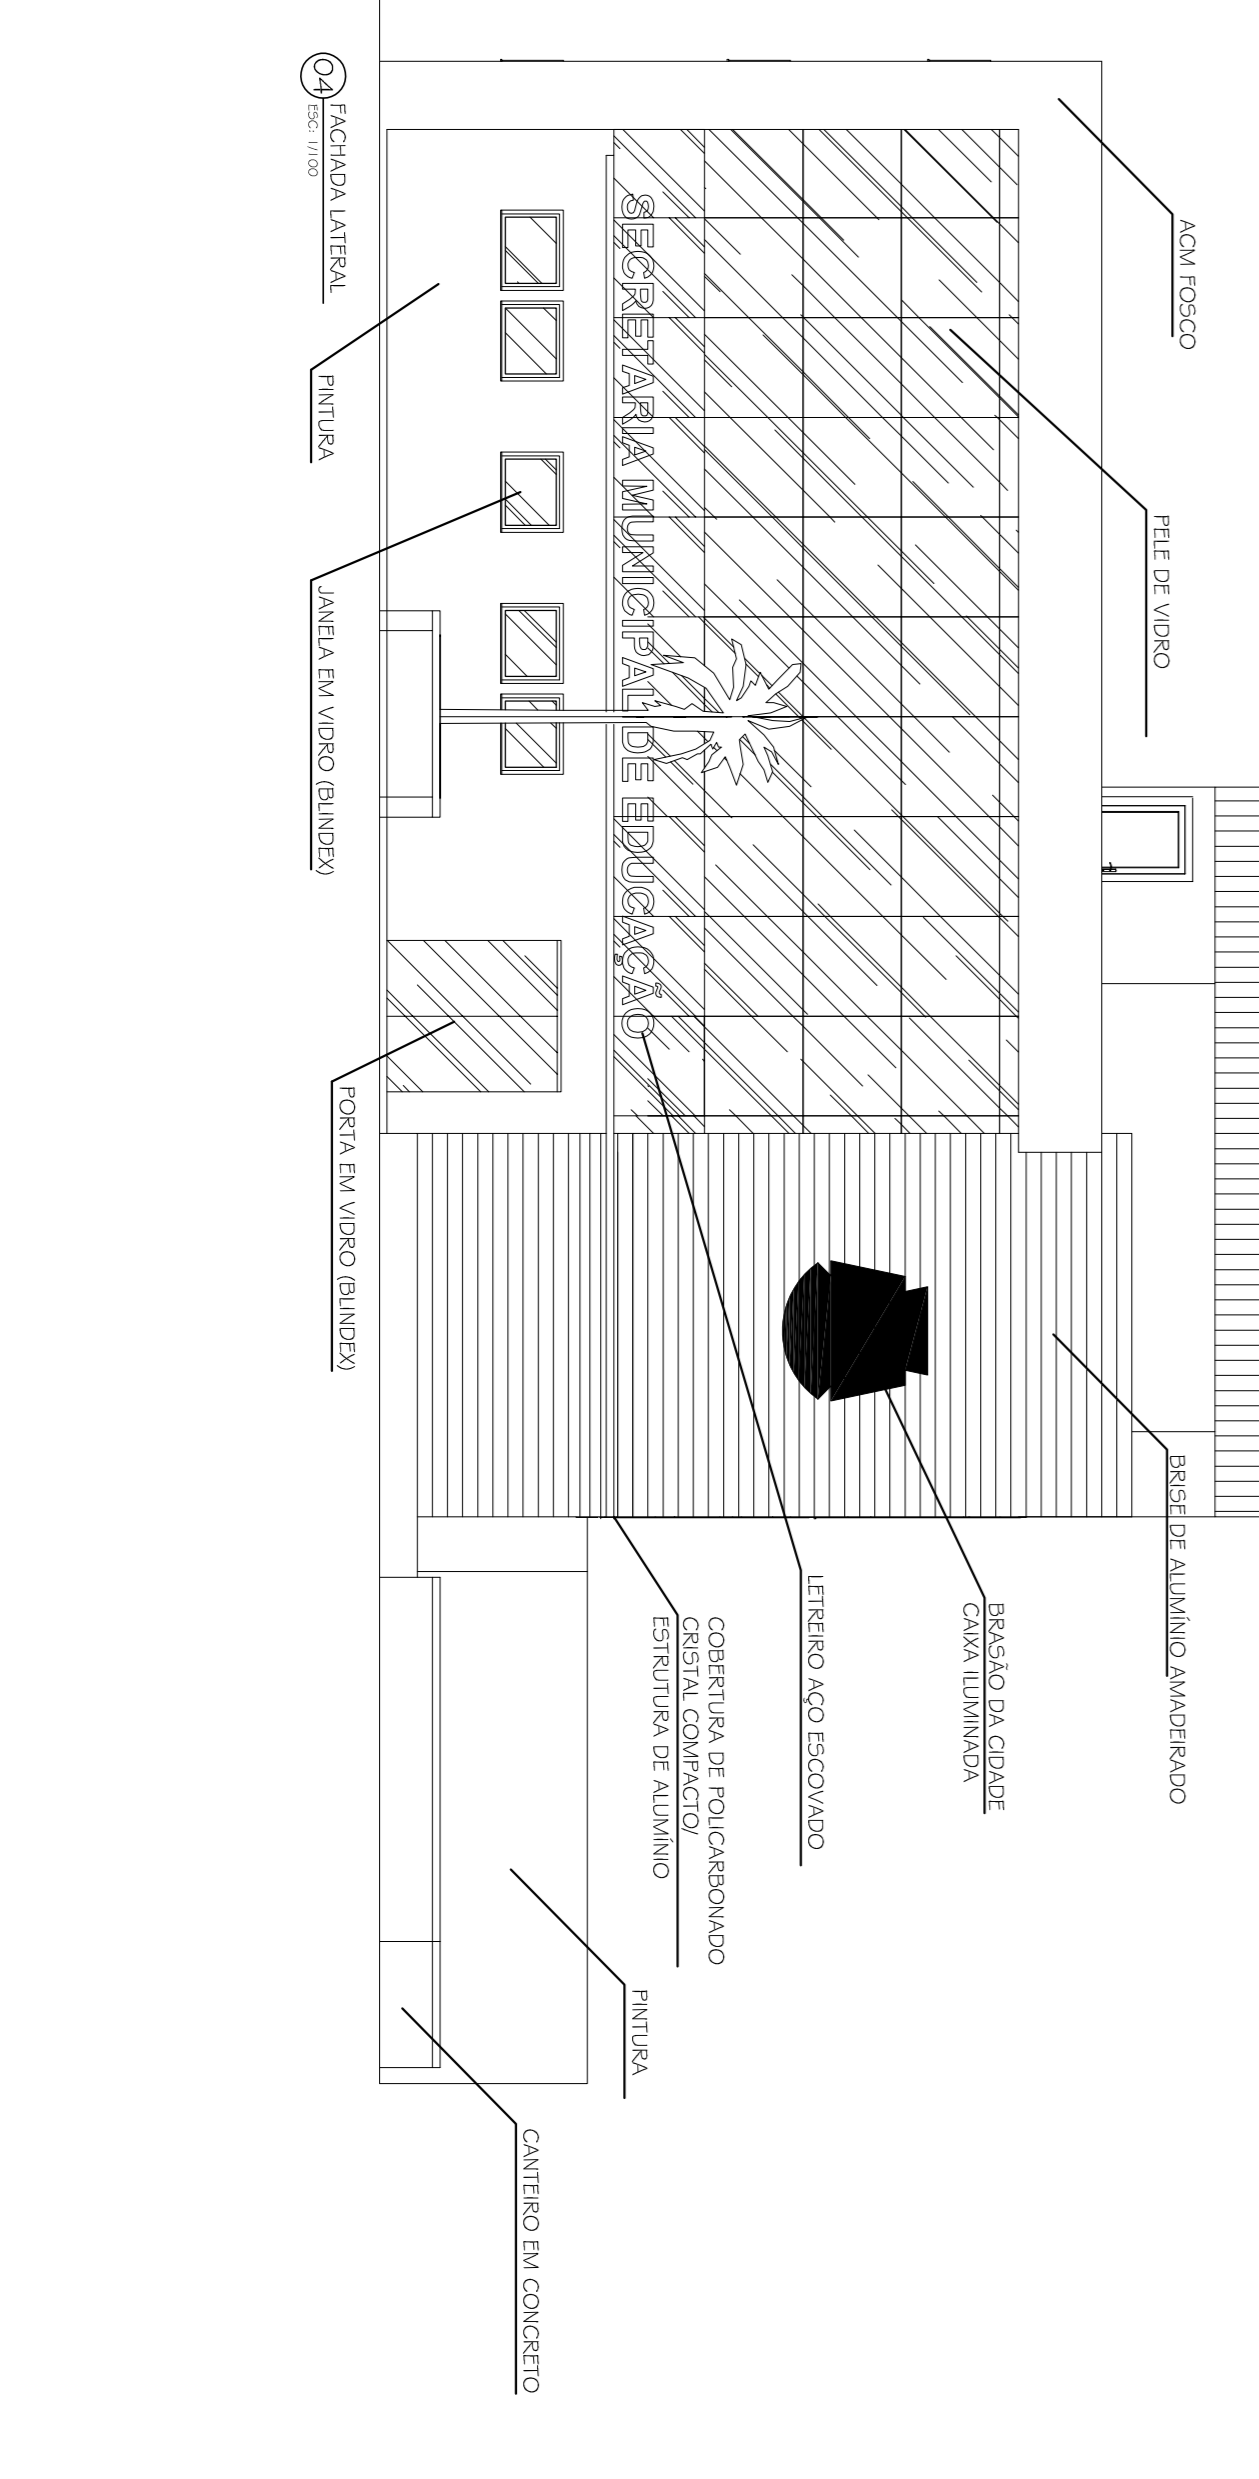 ACM FOSCO
PELE DE VIDRO
BRISE DE ALUMÍNIO AMADEIRADO
BRASÃO DA CIDADE
CAIXA ILUMINADA
LETREIRO AÇO ESCOVADO
COBERTURA DE POLICARBONADO
CRISTAL COMPACTO/
ESTRUTURA DE ALUMÍNIO
SECRETARIA MUNICIPAL DE EDUCAÇÃO
PINTURA
CANTEIRO EM CONCRETO
PINTURA
JANELA EM VIDRO (BLINDEX)
PORTA EM VIDRO (BLINDEX)
04
FACHADA LATERAL
ESC: 1/100